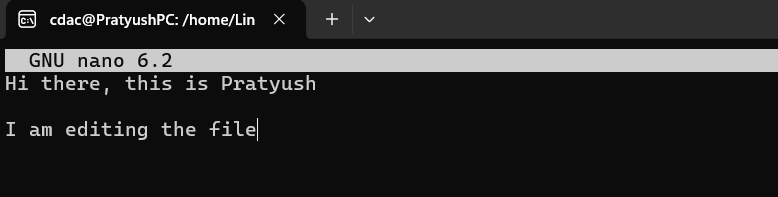 cdac@PratyushPC: /home/Lin
GNU nano 6.2
Hi there, this is Pratyush
I am editing the file